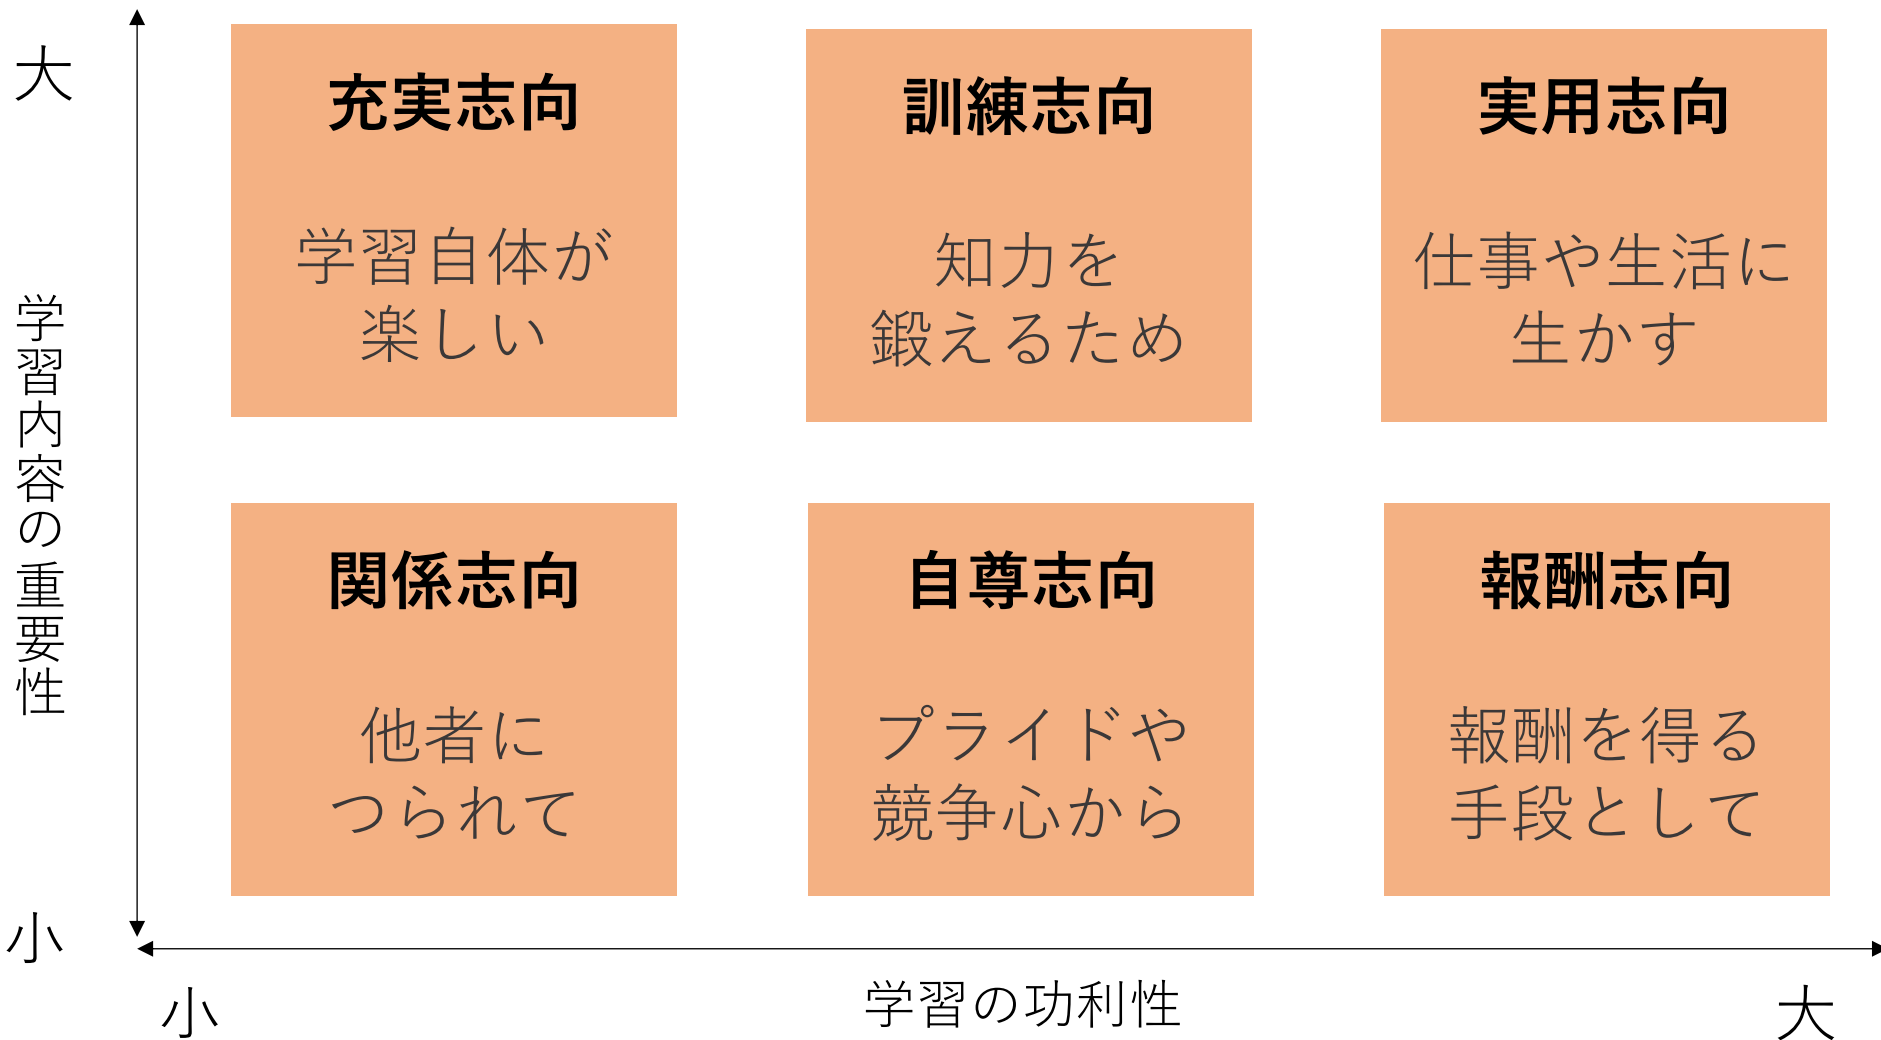 大
充実志向
学習自体が
楽しい
訓練志向
知力を
鍛えるため
実用志向
仕事や生活に
生かす
学習内容の重要性
関係志向
他者に
つられて
自尊志向
プライドや
競争心から
報酬志向
報酬を得る
手段として
小
小
学習の功利性
大